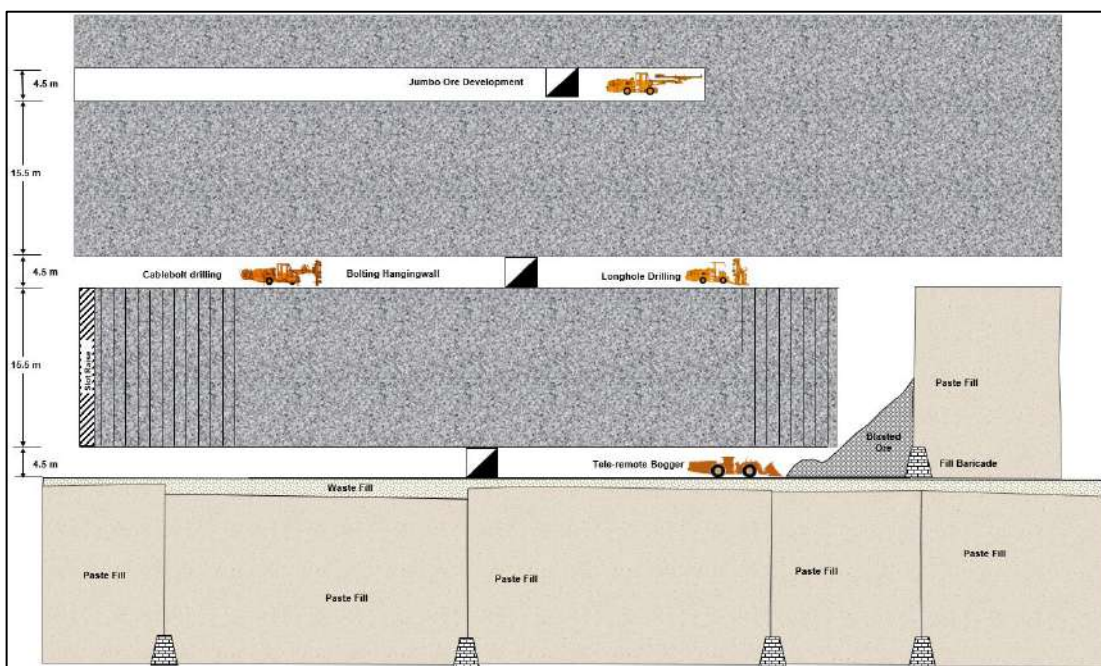 4.5 m
Jumbo Ore Development
15.5 m
4.5 m
Cablebolt drilling
Bolting Hangingwall
Longhole Drilling
15.5 m
Slot Raise
Paste Fill
Blasted
Ore
4.5 m
Tele-remote Bogger
Fill Baricade
Waste Fill
Paste Fill
Paste Fill
Paste Fill
Paste Fill
Paste Fill